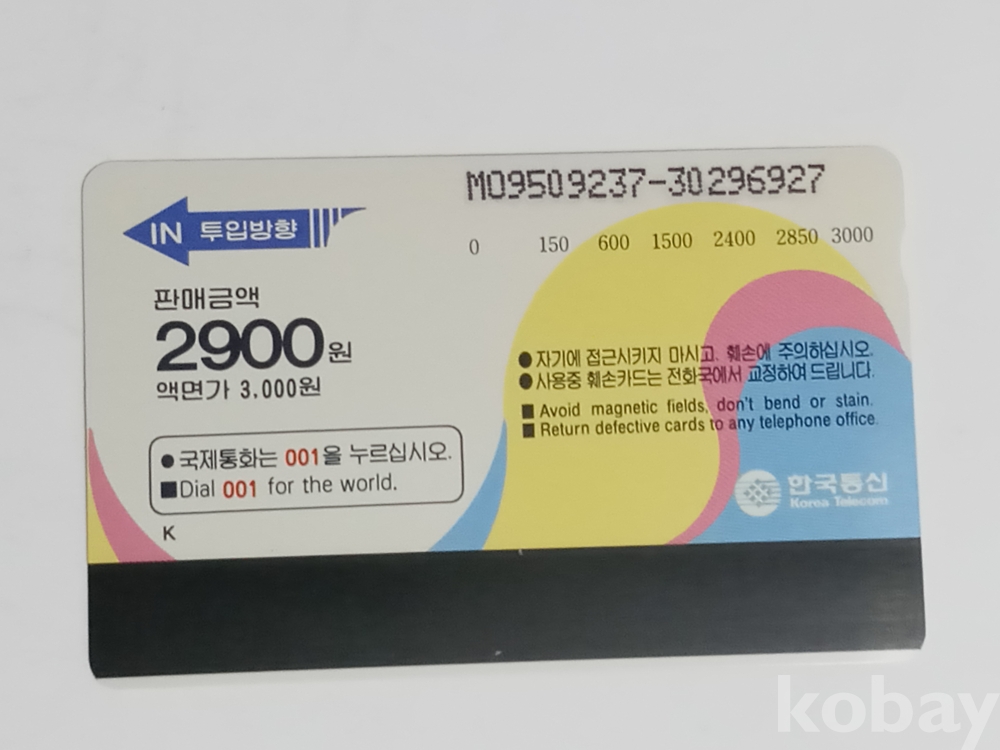 M09509237-30296927
IN 투입방향
0 150 600 1500 2400 2850 3000
판매금액
2900원
액면가 3,000원
●자기에 접근시키지 마시고, 훼손에 주의하십시오.
●사용중 훼손카드는 전화국에서 교정하여 드립니다.
■ Avoid magnetic fields, don't bend or stain.
■ Return defective cards to any telephone office.
●국제통화는 001을 누르십시오.
■Dial 001 for the world.
한국통신
Korea Telecom
K
kobay